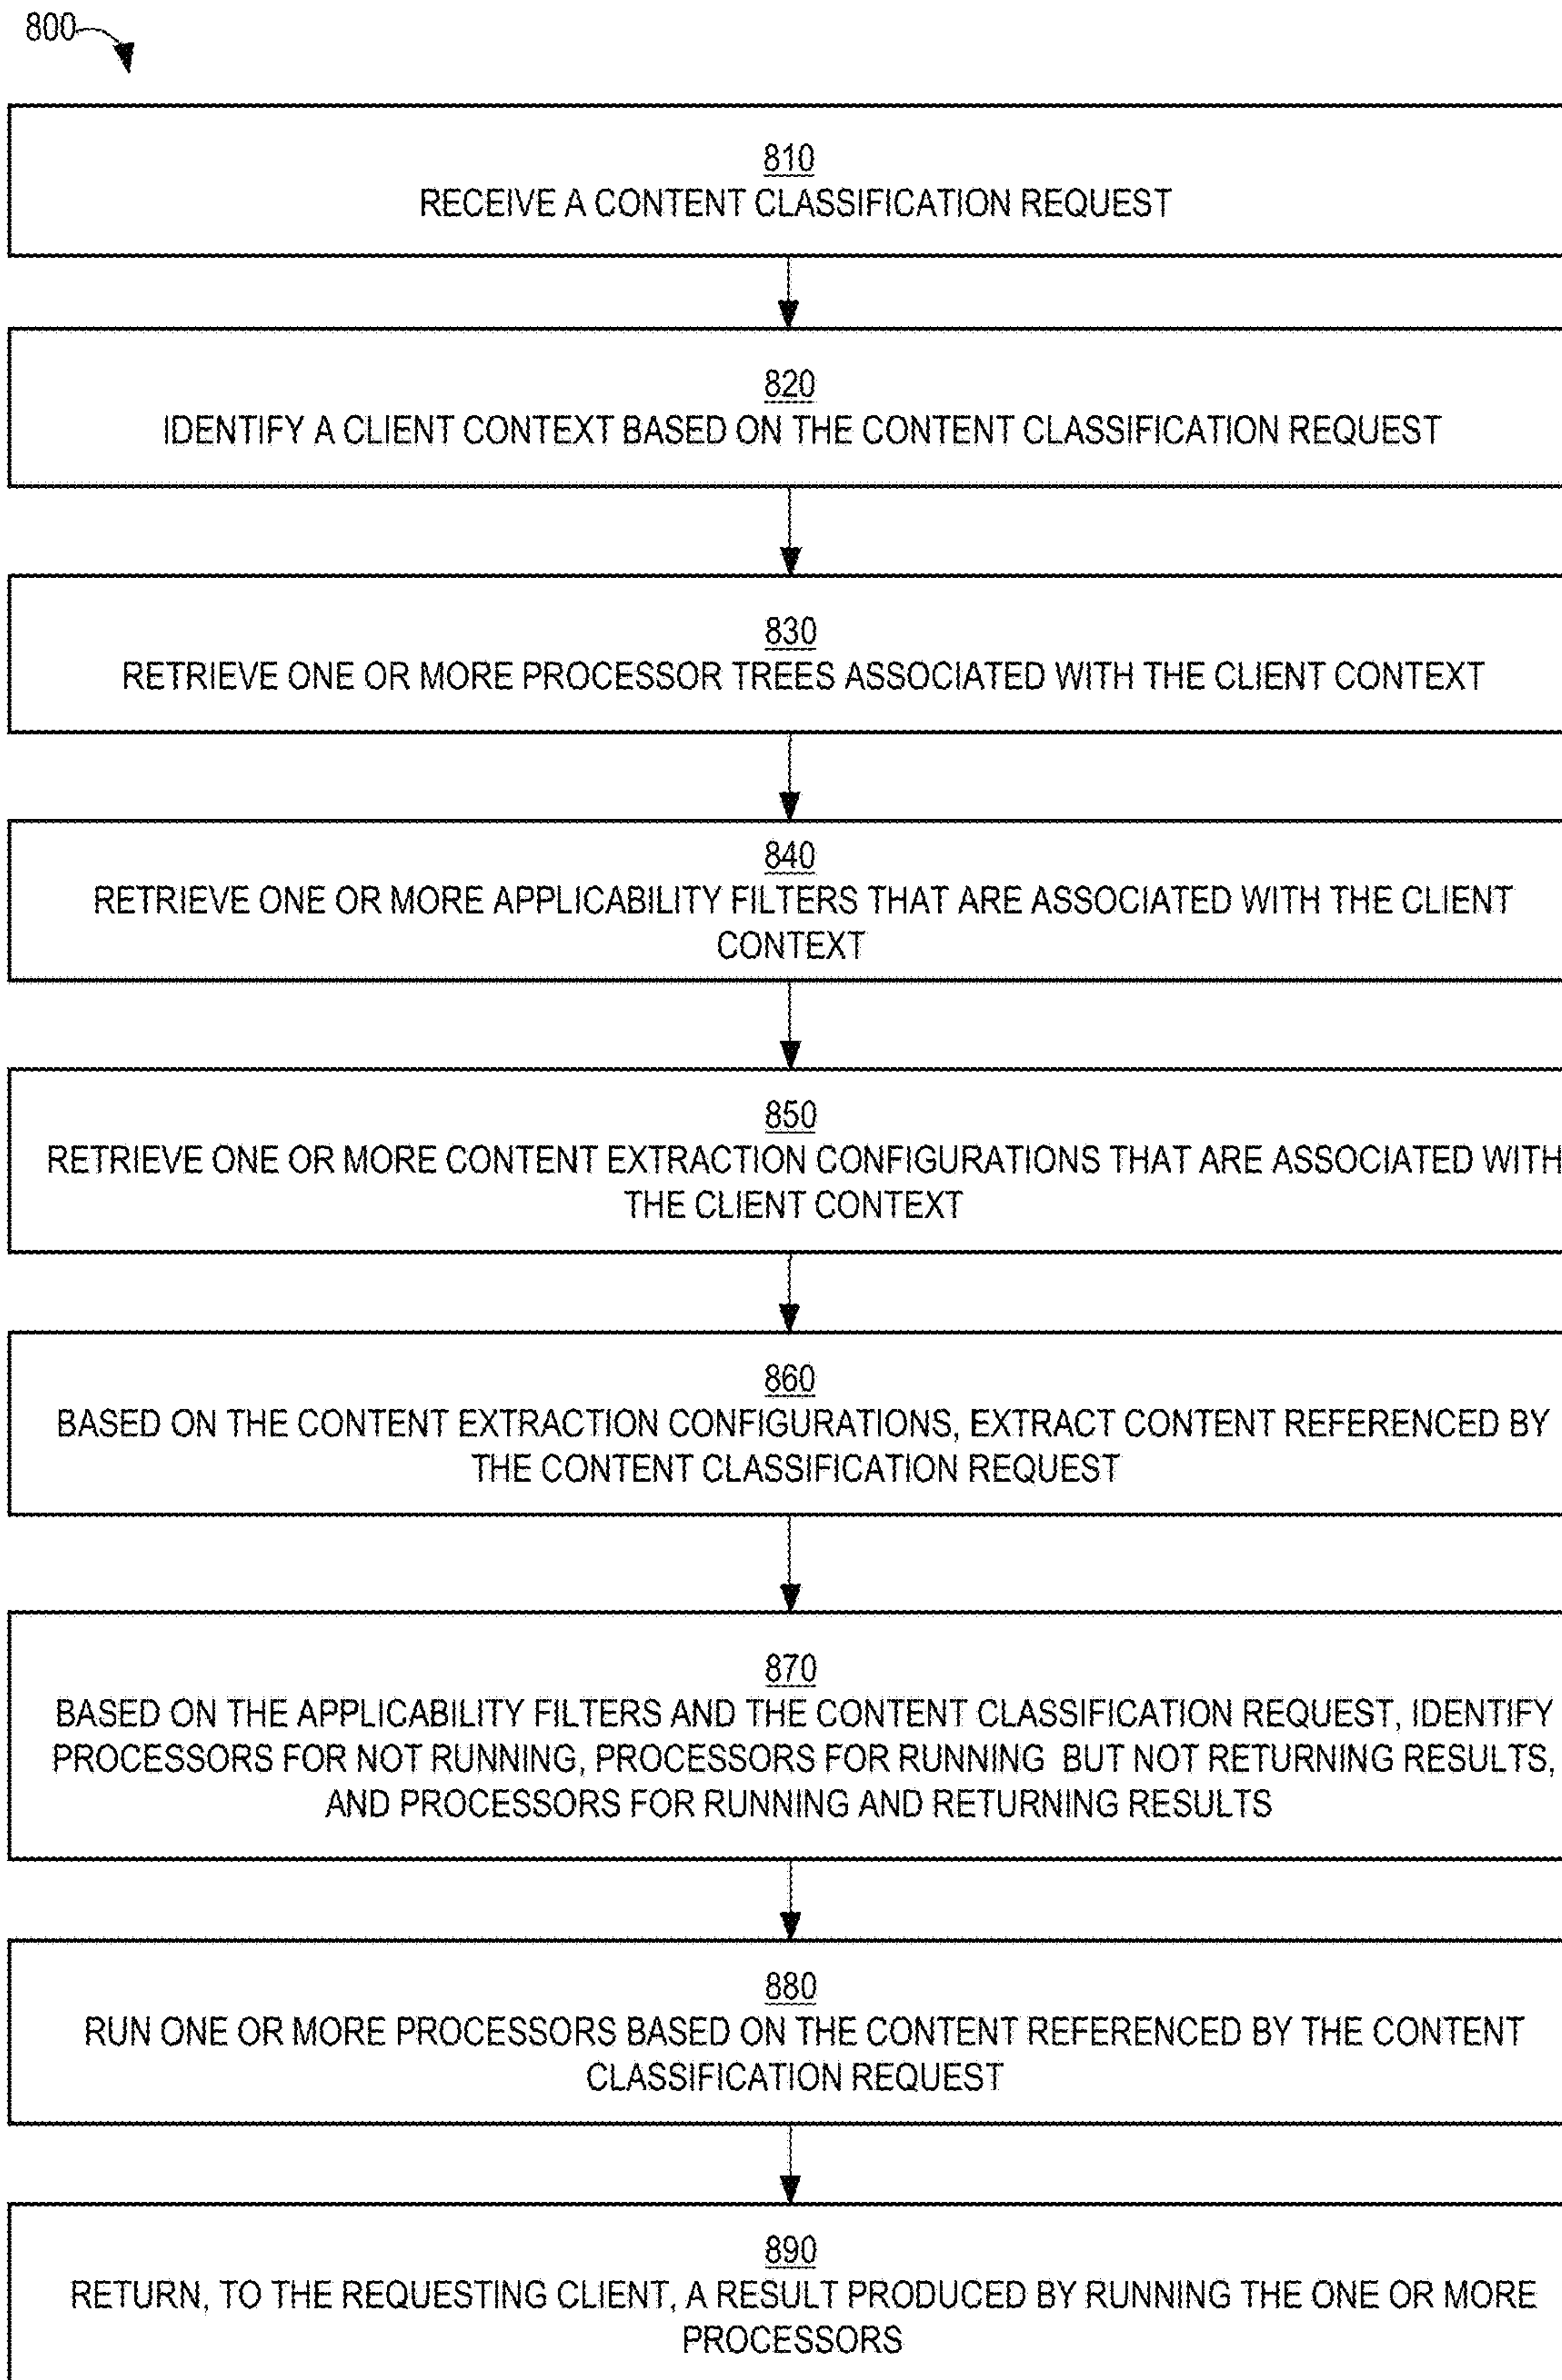 800
810
RECEIVE A CONTENT CLASSIFICATION REQUEST
820
IDENTIFY A CLIENT CONTEXT BASED ON THE CONTENT CLASSIFICATION REQUEST
830
RETRIEVE ONE OR MORE PROCESSOR TREES ASSOCIATED WITH THE CLIENT CONTEXT
840
RETRIEVE ONE OR MORE APPLICABILITY FILTERS THAT ARE ASSOCIATED WITH THE CLIENT
CONTEXT
850
RETRIEVE ONE OR MORE CONTENT EXTRACTION CONFIGURATIONS THAT ARE ASSOCIATED WITH
THE CLIENT CONTEXT
860
BASED ON THE CONTENT EXTRACTION CONFIGURATIONS, EXTRACT CONTENT REFERENCED BY
THE CONTENT CLASSIFICATION REQUEST
870
BASED ON THE APPLICABILITY FILTERS AND THE CONTENT CLASSIFICATION REQUEST, IDENTIFY
PROCESSORS FOR NOT RUNNING, PROCESSORS FOR RUNNING BUT NOT RETURNING RESULTS,
AND PROCESSORS FOR RUNNING AND RETURNING RESULTS
880
RUN ONE OR MORE PROCESSORS BASED ON THE CONTENT REFERENCED BY THE CONTENT
CLASSIFICATION REQUEST
890
RETURN, TO THE REQUESTING CLIENT, A RESULT PRODUCED BY RUNNING THE ONE OR MORE
PROCESSORS